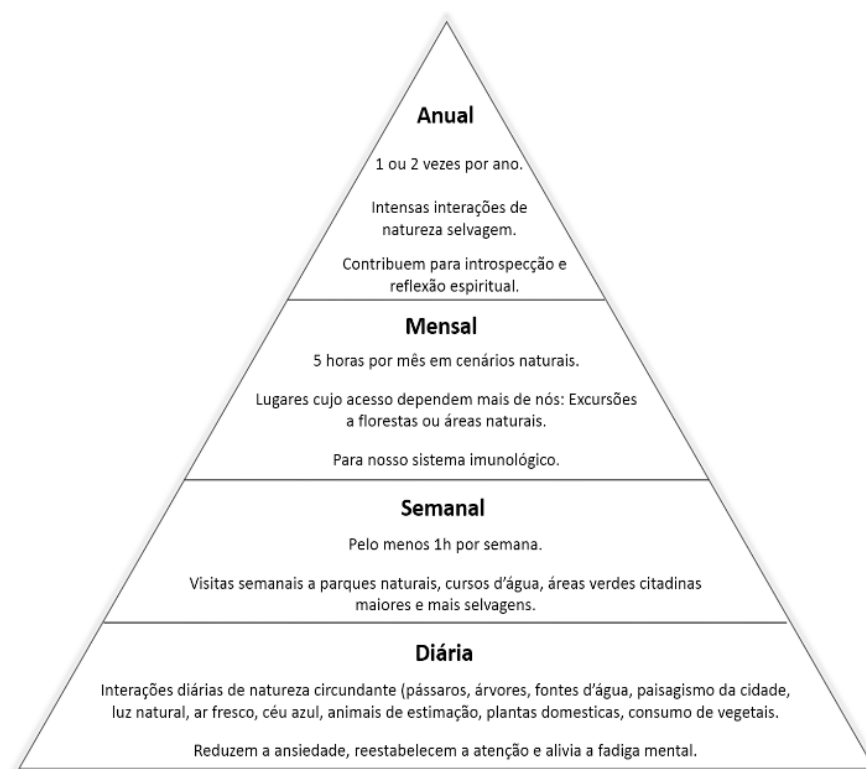 Anual
1 ou 2 vezes por ano.
Intensas interações de
natureza selvagem.
Contribuem para introspecção e
reflexão espiritual.
Mensal
5 horas por mês em cenários naturais.
Lugares cujo acesso dependem mais de nós: Excursões
a florestas ou áreas naturais.
Para nosso sistema imunológico.
Semanal
Pelo menos 1h por semana.
Visitas semanais a parques naturais, cursos d’água, áreas verdes citadinas
maiores e mais selvagens.
Diária
Interações diárias de natureza circundante (pássaros, árvores, fontes d’água, paisagismo da cidade,
luz natural, ar fresco, céu azul, animais de estimação, plantas domesticas, consumo de vegetais.
Reduzem a ansiedade, reestabelecem a atenção e alivia a fadiga mental.